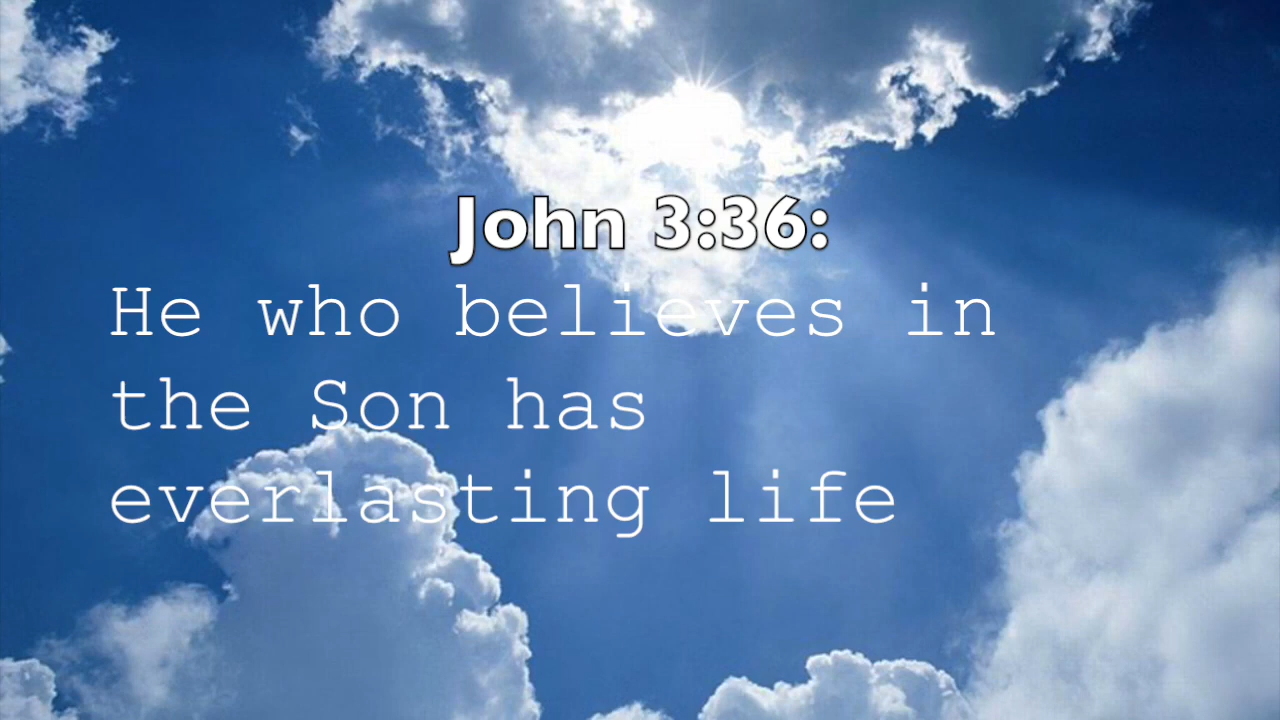 John 3:36:
He who believes in
the Son has
everlasting life